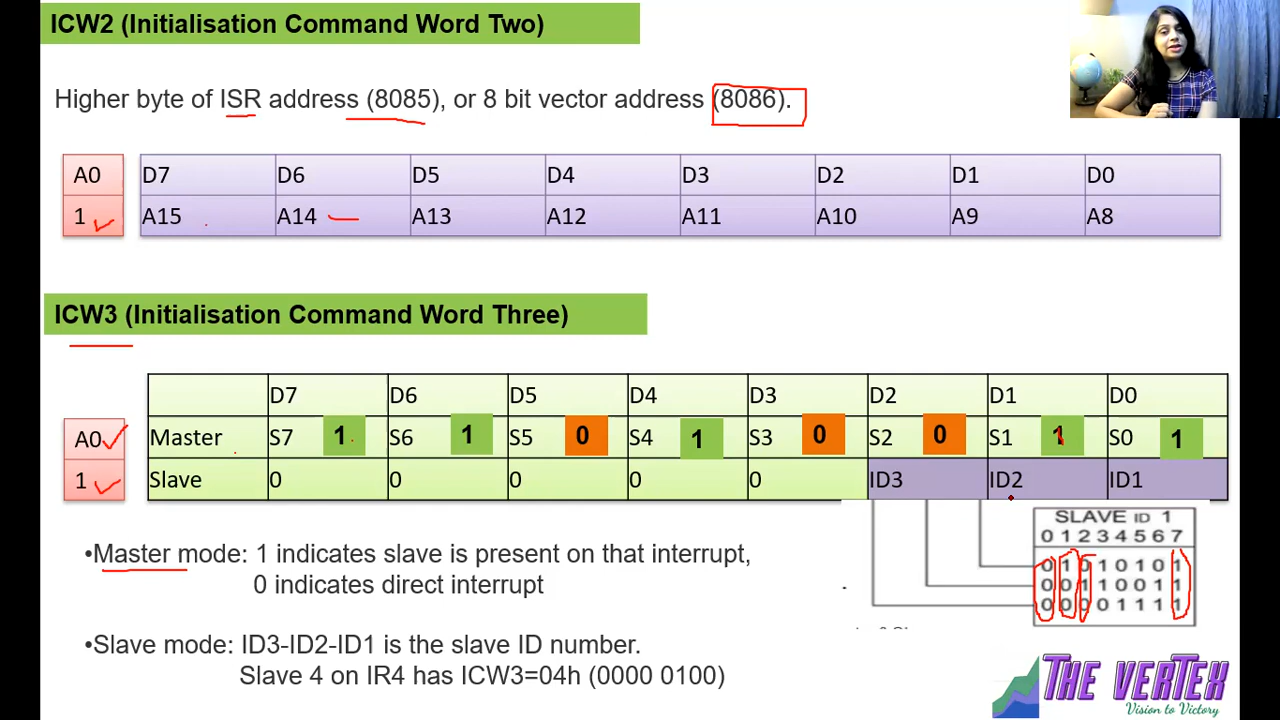 ICW2 (Initialisation Command Word Two)
Higher byte of ISR address (8085), or 8 bit vector address (8086).
A0 D7 D6 D5 D4 D3 D2 D1 D0
1 A15 A14 A13 A12 A11 A10 A9 A8
ICW3 (Initialisation Command Word Three)
D7 D6 D5 D4 D3 D2 D1 D0
A0 Master S7 1 S6 1 S5 0 S4 1 S3 0 S2 0 S1 1 S0 1
1 Slave 0 0 0 0 0 ID3 ID2 ID1
SLAVE ID 1
0 1 2 3 4 5 6 7
0 1 0 1 0 1 0 1
0 0 1 1 0 0 1 1
0 0 0 0 1 1 1 1
•Master mode: 1 indicates slave is present on that interrupt,
0 indicates direct interrupt
•Slave mode: ID3-ID2-ID1 is the slave ID number.
Slave 4 on IR4 has ICW3=04h (0000 0100)
THE VERTEX
Vision to Victory